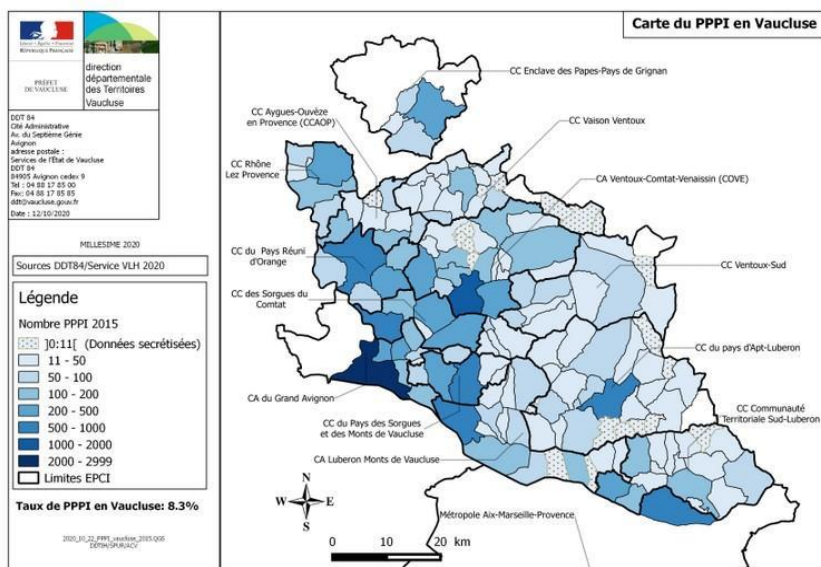 Liberté • Égalité • Fraternité
RÉPUBLIQUE FRANÇAISE
PRÉFET
DE VAUCLUSE
direction
départementale
des Territoires
Vaucluse
DDT 84
Cité Administrative
Av. du Septième Génie
Avignon
adresse postale :
Services de l'État de Vaucluse
DDT 84
84905 Avignon cedex 9
Tel : 04 88 17 85 00
Fax: 04 88 17 85 85
ddt@vaucluse.gouv.fr
Date : 12/10/2020
MILLESIME 2020
Sources DDT84/Service VLH 2020
Légende
Nombre PPPI 2015
]0:11[ (Données secrétisées)
11 - 50
50 - 100
100 - 200
200 - 500
500 - 1000
1000 - 2000
2000 - 2999
Limites EPCI
Taux de PPPI en Vaucluse: 8.3%
2020_10_22_PPPI_vaucluse_2015.QGS
Carte du PPPI en Vaucluse
CC Enclave des Papes-Pays de Grignan
CC Aygues-Ouvèze
en Provence (CCAOP)
CC Vaison Ventoux
CC Rhône
Lez Provence
CA Ventoux-Comtat-Venaissin (COVE)
CC du Pays Réuni
d'Orange
CC Ventoux-Sud
CC des Sorgues du
Comtat
CC du pays d'Apt-Luberon
CA du Grand Avignon
CC du Pays des Sorgues
et des Monts de Vaucluse
CC Communauté
Territoriale Sud-Luberon
CA Luberon Monts de Vaucluse
Métropole Aix-Marseille-Provence
N
W E
S
0 10 20 km